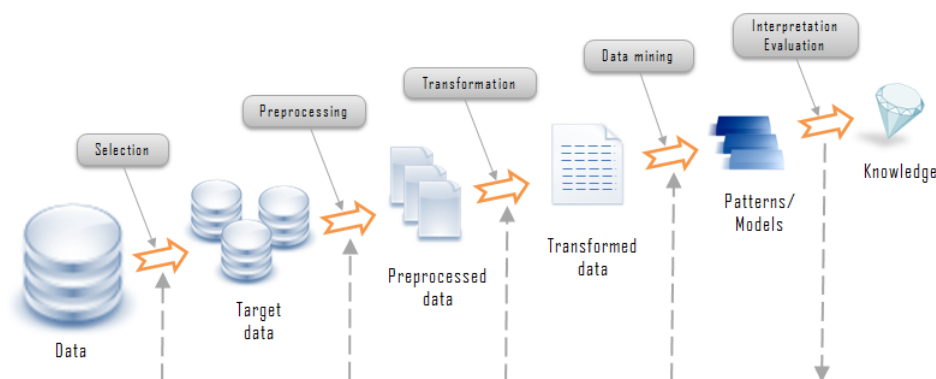 Interpretation
Evaluation
Data mining
Transformation
Preprocessing
Selection
Knowledge
Patterns/
Models
Transformed
data
Preprocessed
data
Target
data
Data